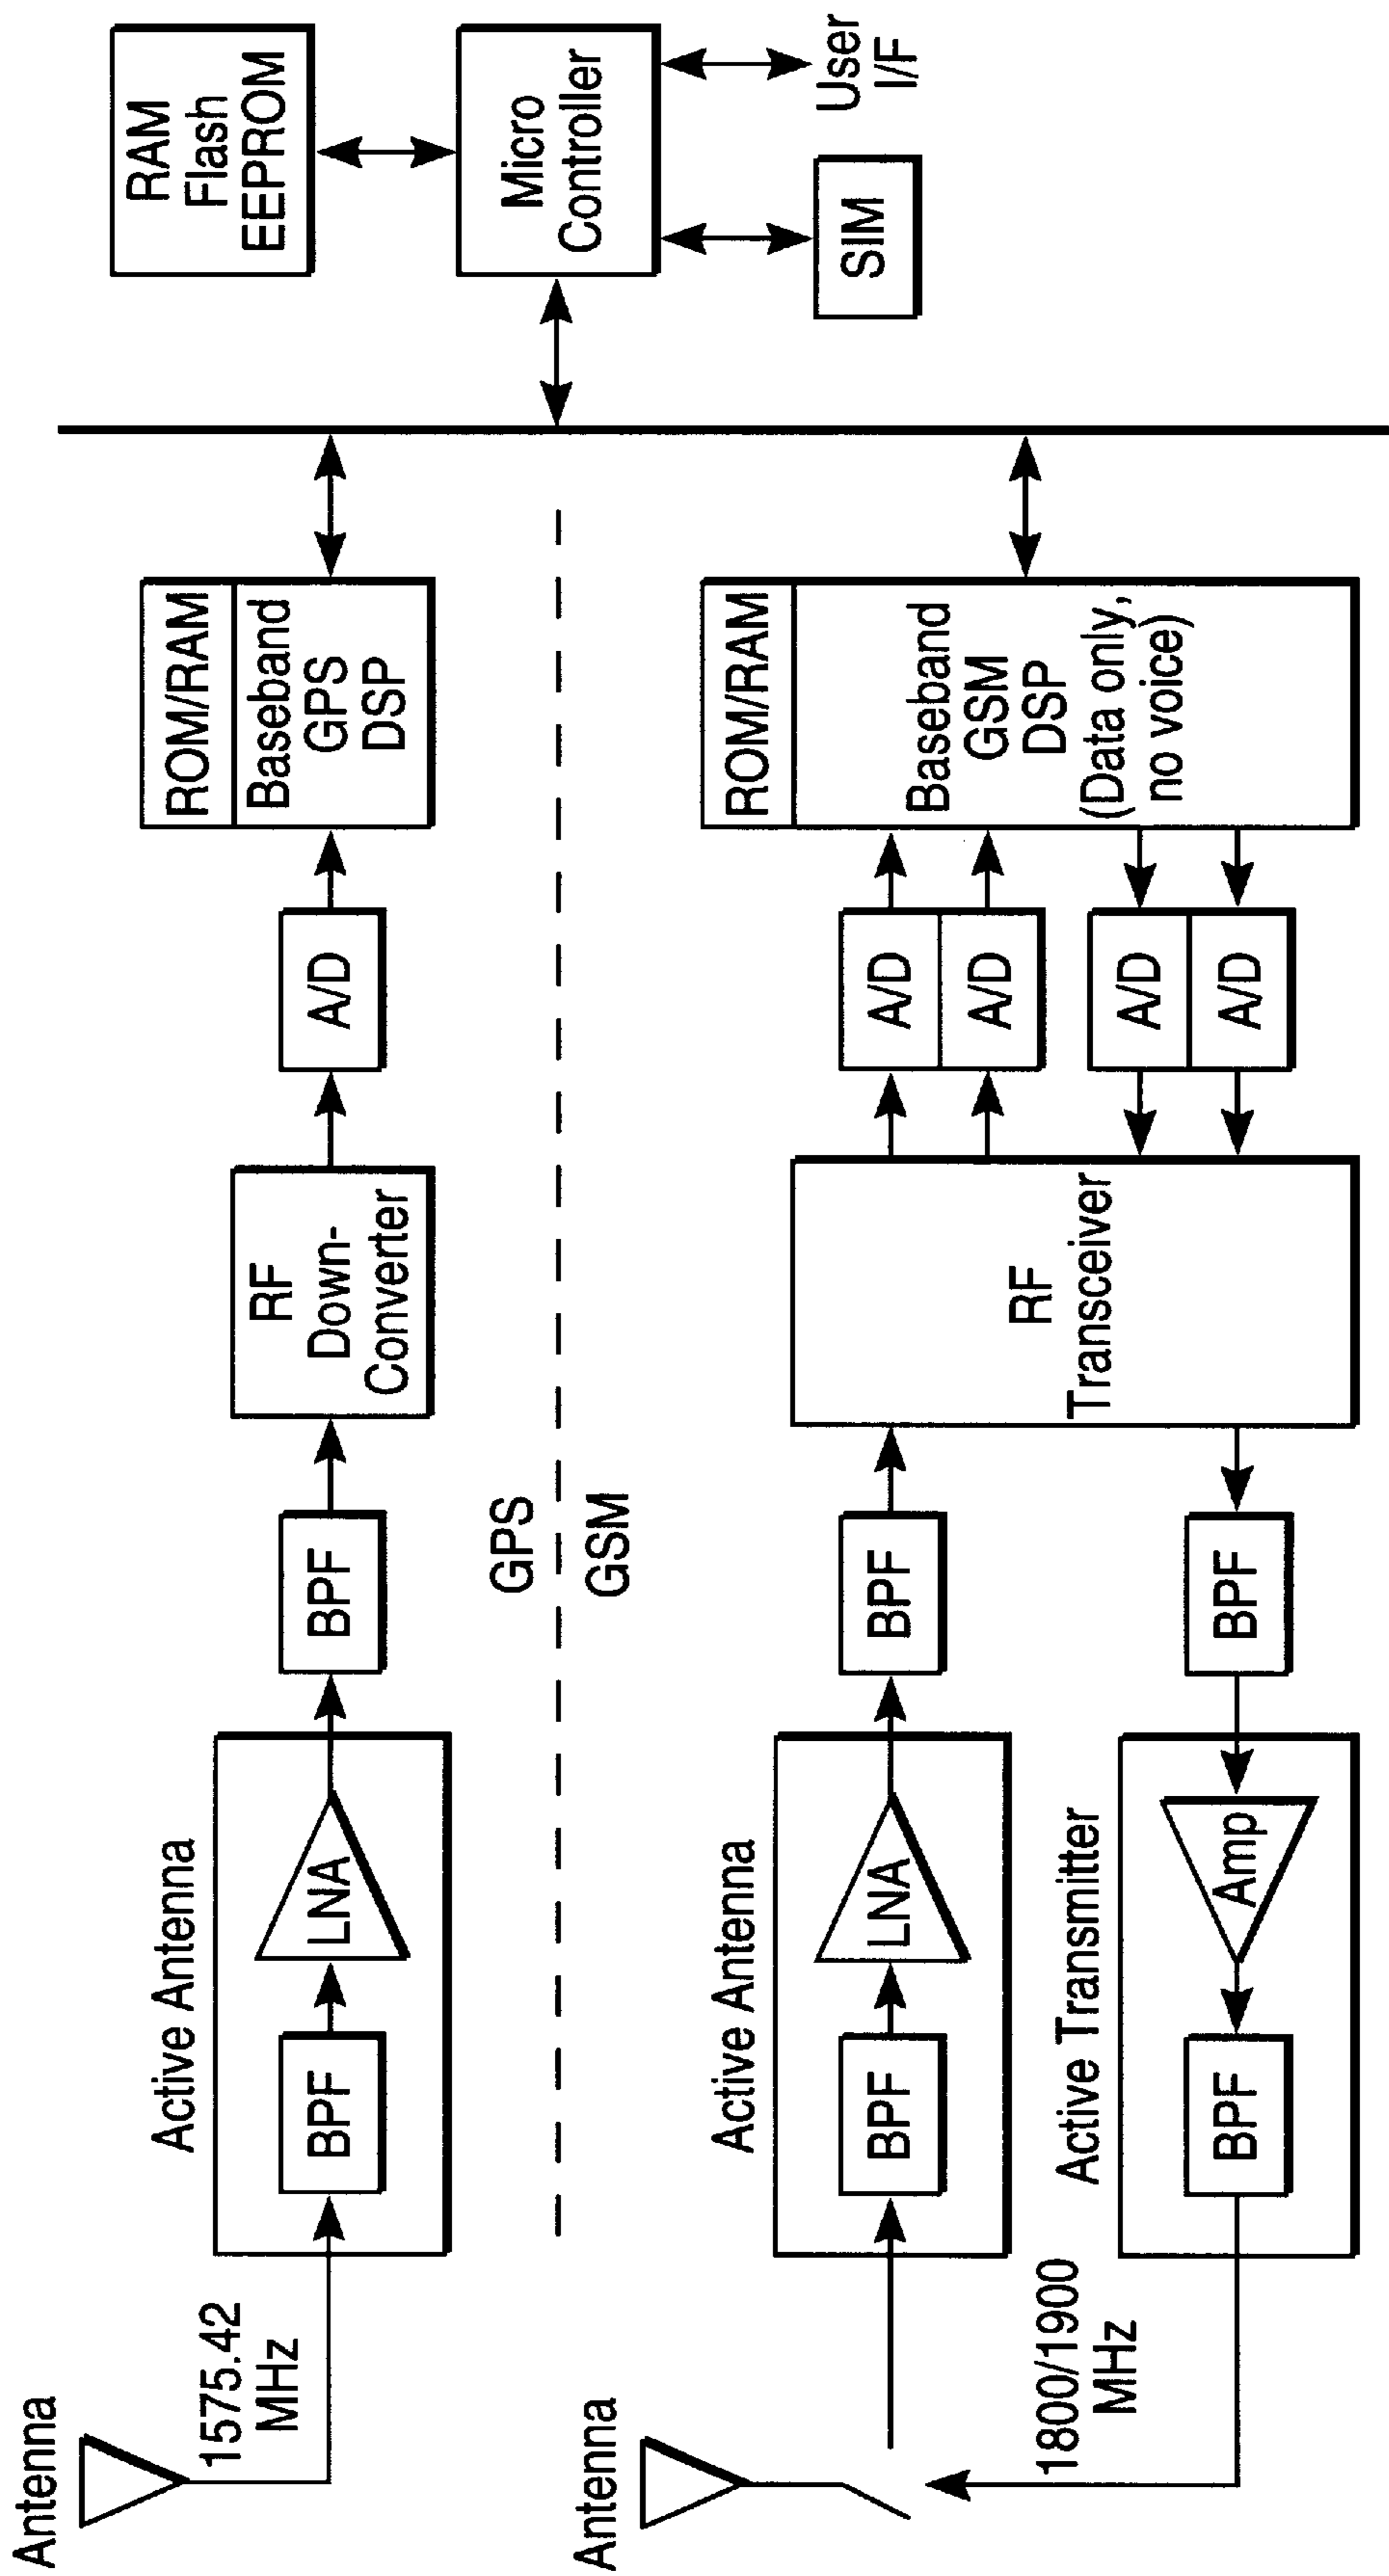 Antenna
1575.42
MHz
Active Antenna
BPF
LNA
BPF
RF
Down-
Converter
A/D
ROM/RAM
Baseband
GPS
DSP
RAM
Flash
EEPROM
Micro
Controller
SIM
User
I/F
GPS
GSM
Antenna
Active Antenna
BPF
LNA
BPF
RF
Transceiver
A/D
A/D
A/D
A/D
ROM/RAM
Baseband
GSM
DSP
(Data only,
no voice)
1800/1900
MHz
Active Transmitter
BPF
Amp
BPF